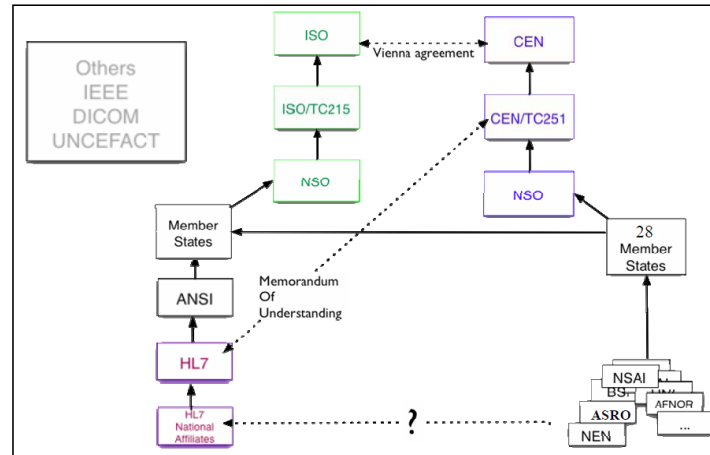 Others
IEEE
DICOM
UNCEFACT
ISO
CEN
Vienna agreement
ISO/TC215
CEN/TC251
NSO
NSO
Member
States
28
Member
States
Memorandum
Of
Understanding
ANSI
HL7
HL7
National
Affiliates
?
NSAI
BSI
AFNOR
ASRO
...
NEN